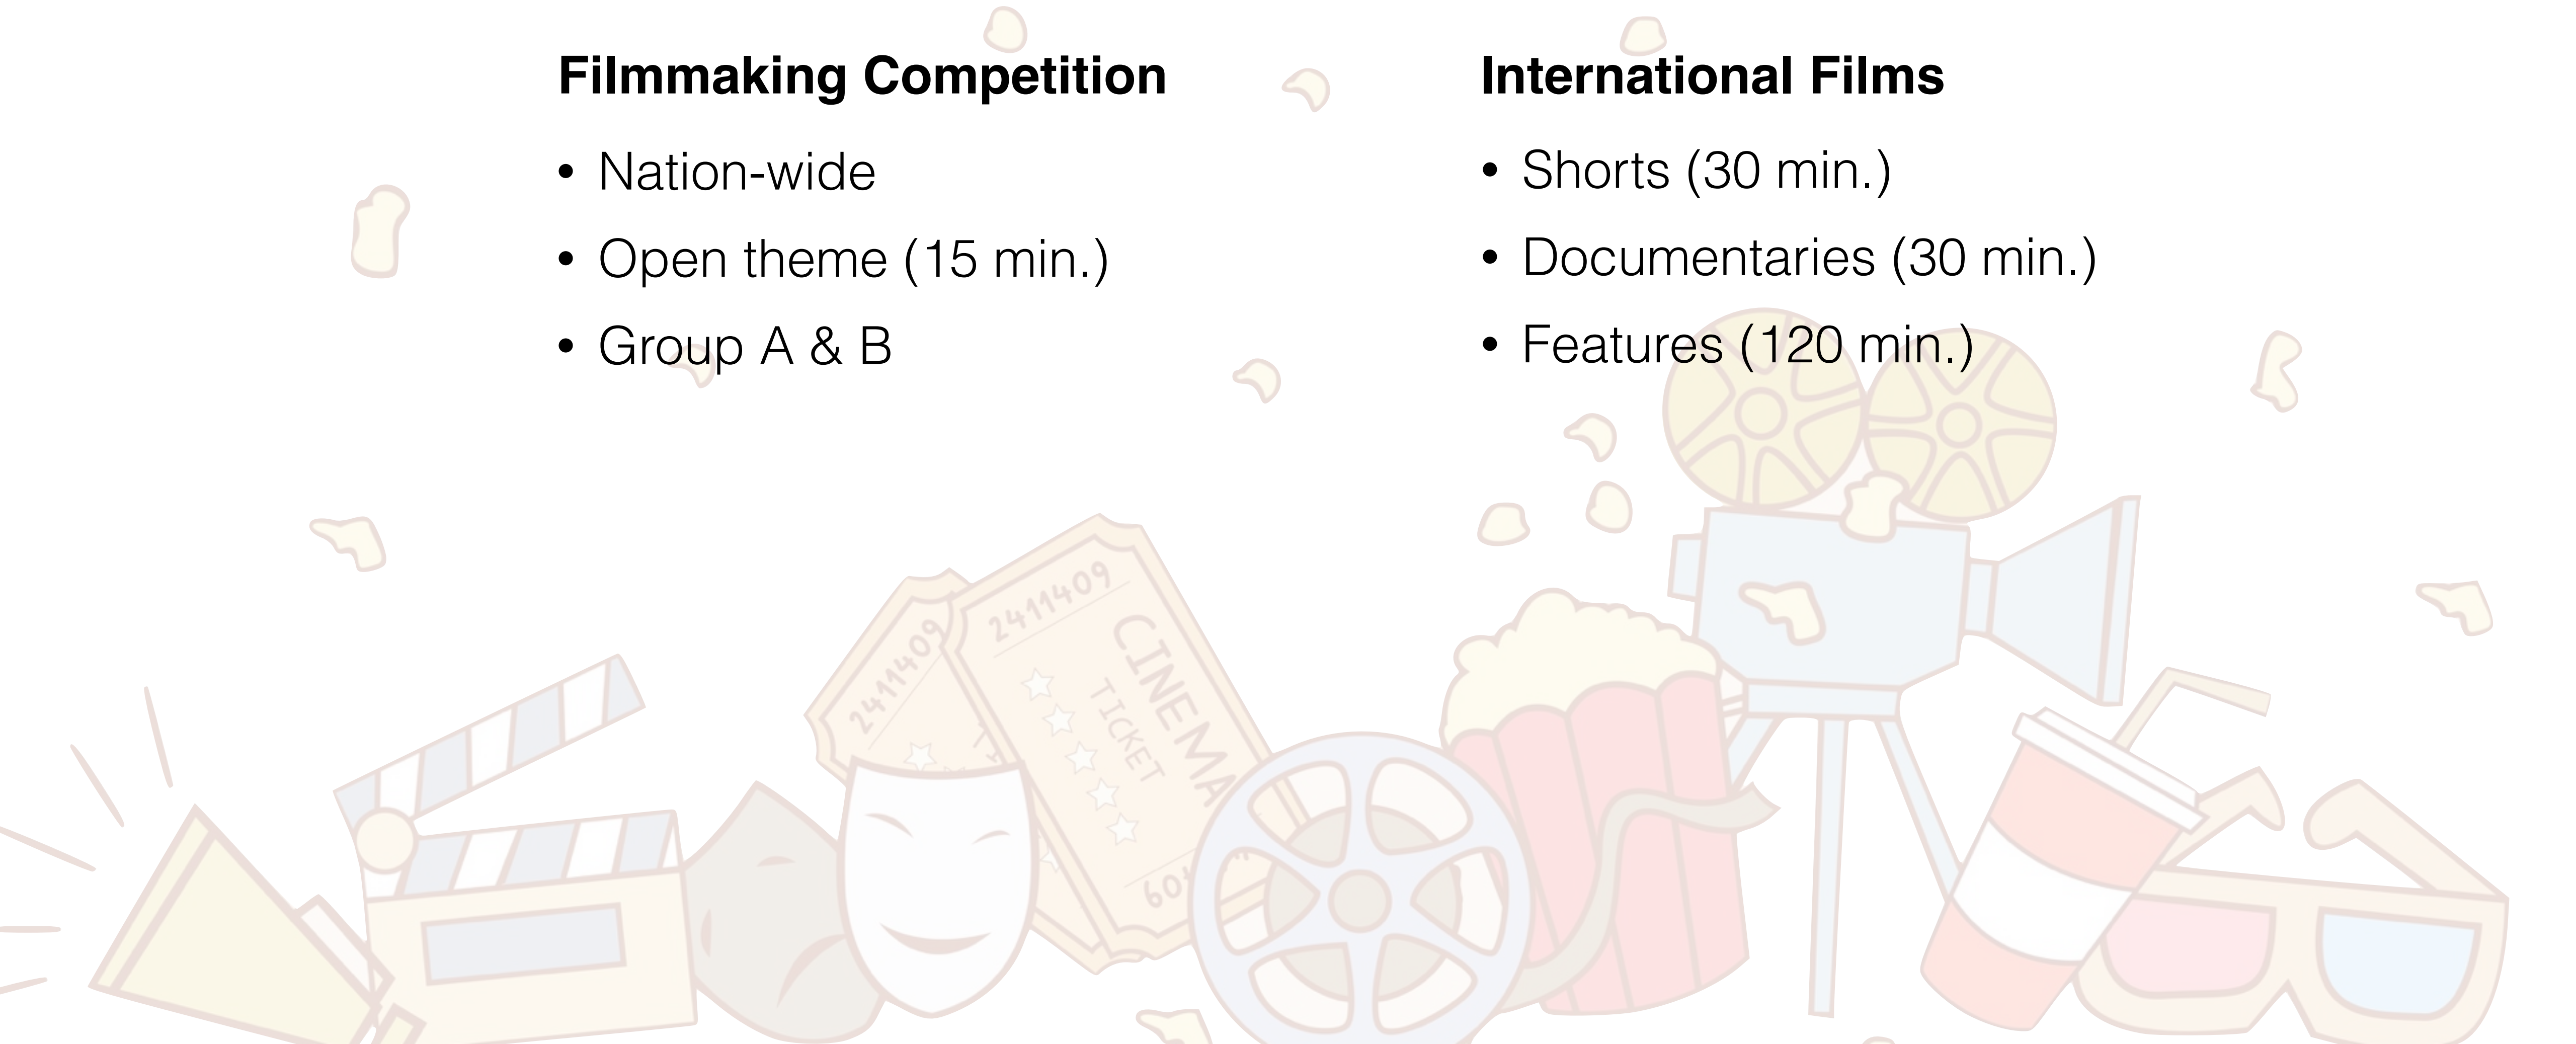 Filmmaking Competition
• Nation-wide
• Open theme (15 min.)
• Group A & B
International Films
• Shorts (30 min.)
• Documentaries (30 min.)
• Features (120 min.)
2411409
2411409
CINEMA
TICKET